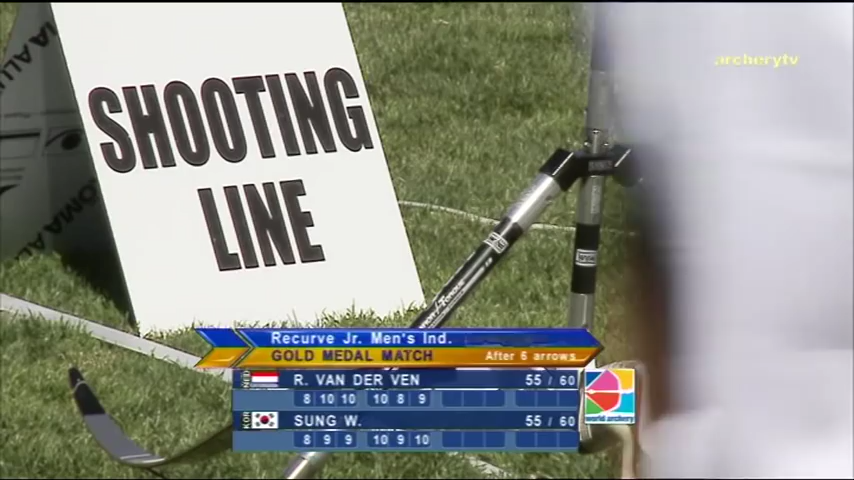 archerytv
SHOOTING
LINE
Recurve Jr. Men's Ind.
GOLD MEDAL MATCH After 6 arrows
NED R. VAN DER VEN 55 / 60
8 10 10 10 8 9
KOR SUNG W. 55 / 60
8 9 9 10 9 10
world archery